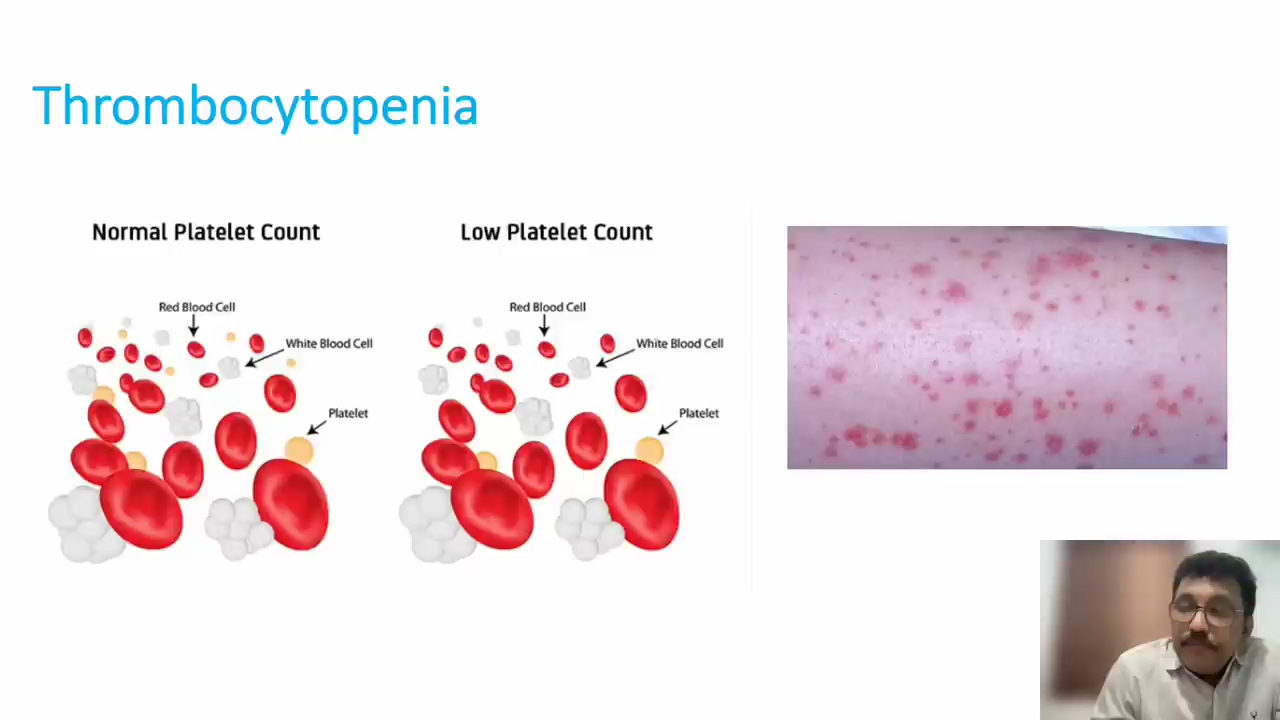 Thrombocytopenia
Normal Platelet Count
Red Blood Cell
White Blood Cell
Platelet
Low Platelet Count
Red Blood Cell
White Blood Cell
Platelet